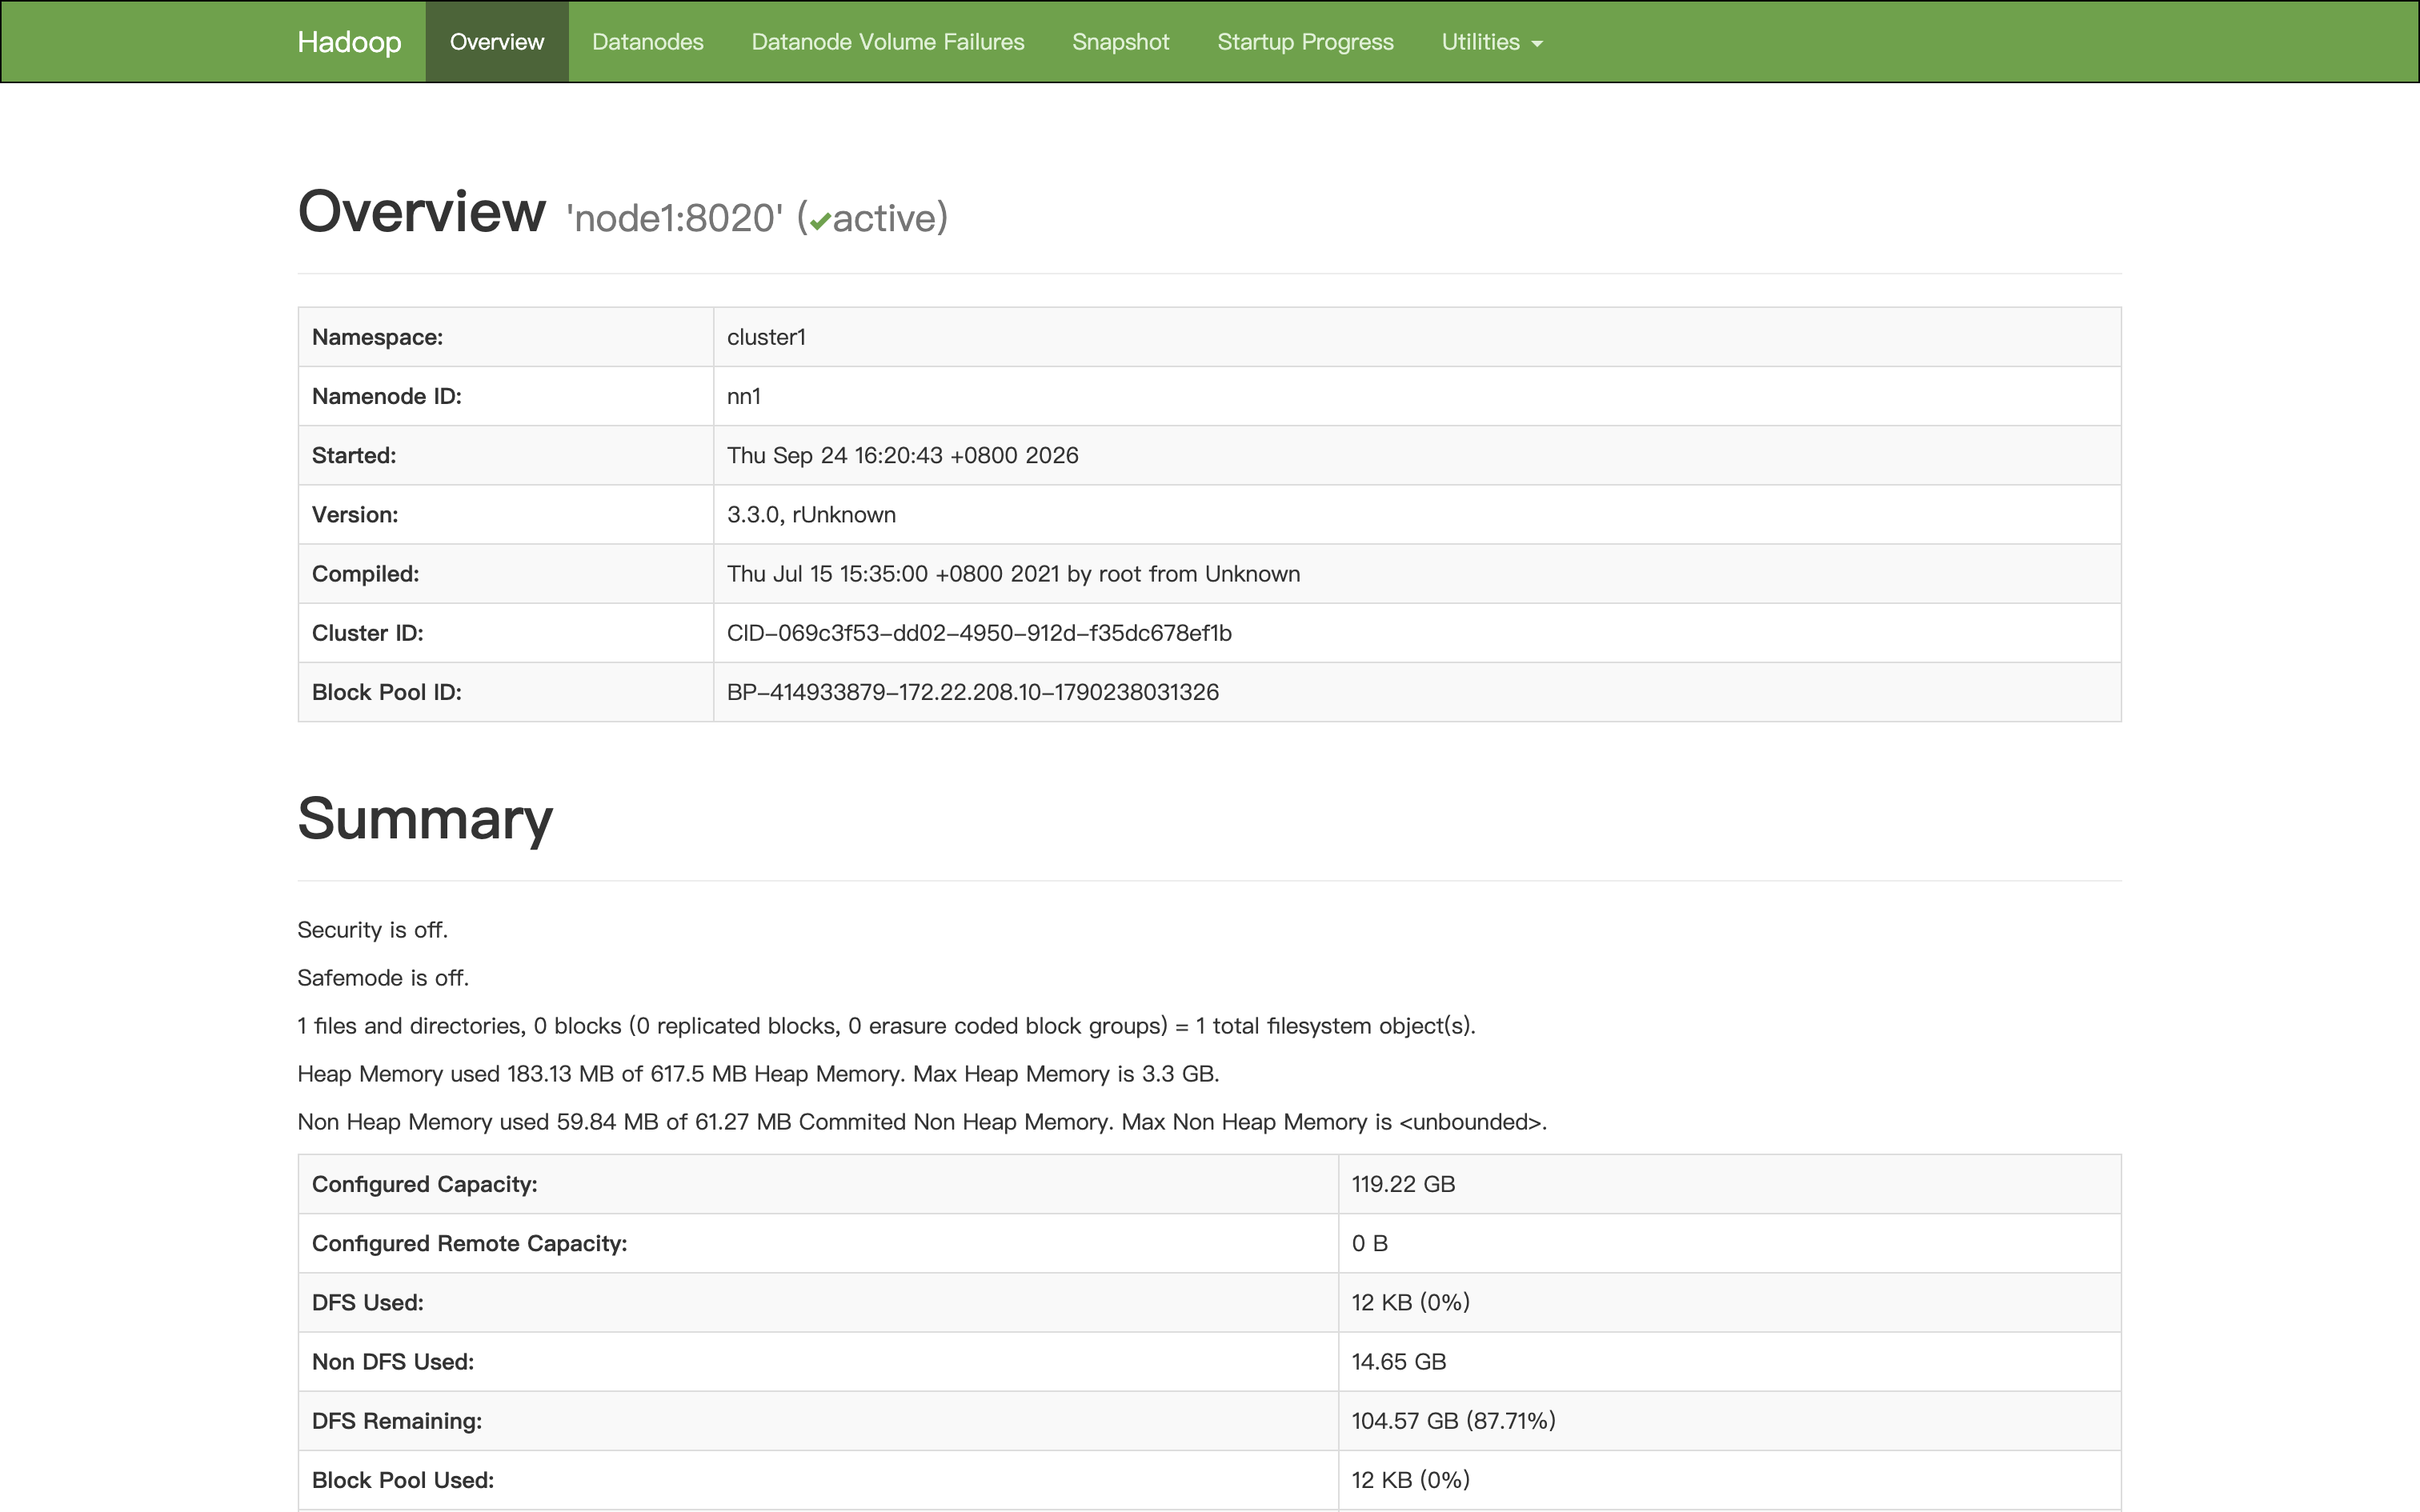 Hadoop Overview Datanodes Datanode Volume Failures Snapshot Startup Progress Utilities
Overview 'node1:8020' (✓active)
Namespace: cluster1
Namenode ID: nn1
Started: Thu Sep 24 16:20:43 +0800 2026
Version: 3.3.0, rUnknown
Compiled: Thu Jul 15 15:35:00 +0800 2021 by root from Unknown
Cluster ID: CID-069c3f53-dd02-4950-912d-f35dc678ef1b
Block Pool ID: BP-414933879-172.22.208.10-1790238031326
Summary
Security is off.
Safemode is off.
1 files and directories, 0 blocks (0 replicated blocks, 0 erasure coded block groups) = 1 total filesystem object(s).
Heap Memory used 183.13 MB of 617.5 MB Heap Memory. Max Heap Memory is 3.3 GB.
Non Heap Memory used 59.84 MB of 61.27 MB Commited Non Heap Memory. Max Non Heap Memory is <unbounded>.
Configured Capacity: 119.22 GB
Configured Remote Capacity: 0 B
DFS Used: 12 KB (0%)
Non DFS Used: 14.65 GB
DFS Remaining: 104.57 GB (87.71%)
Block Pool Used: 12 KB (0%)